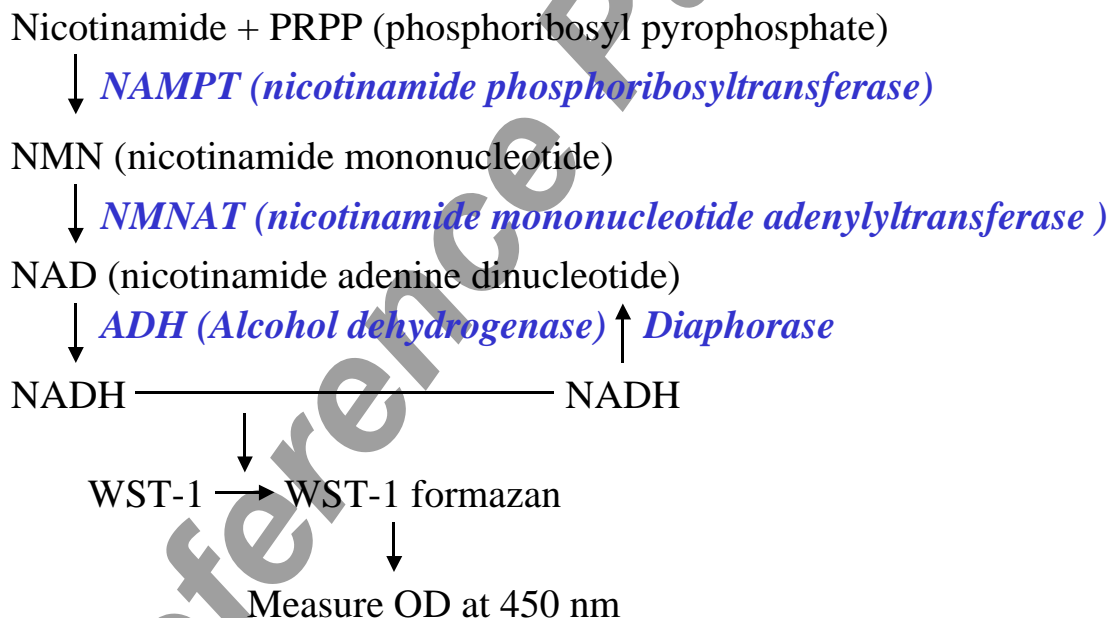 Nicotinamide + PRPP (phosphoribosyl pyrophosphate)
NAMPT (nicotinamide phosphoribosyltransferase)
NMN (nicotinamide mononucleotide)
NMNAT (nicotinamide mononucleotide adenylyltransferase )
NAD (nicotinamide adenine dinucleotide)
ADH (Alcohol dehydrogenase) Diaphorase
NADH NADH
WST-1 WST-1 formazan
Measure OD at 450 nm